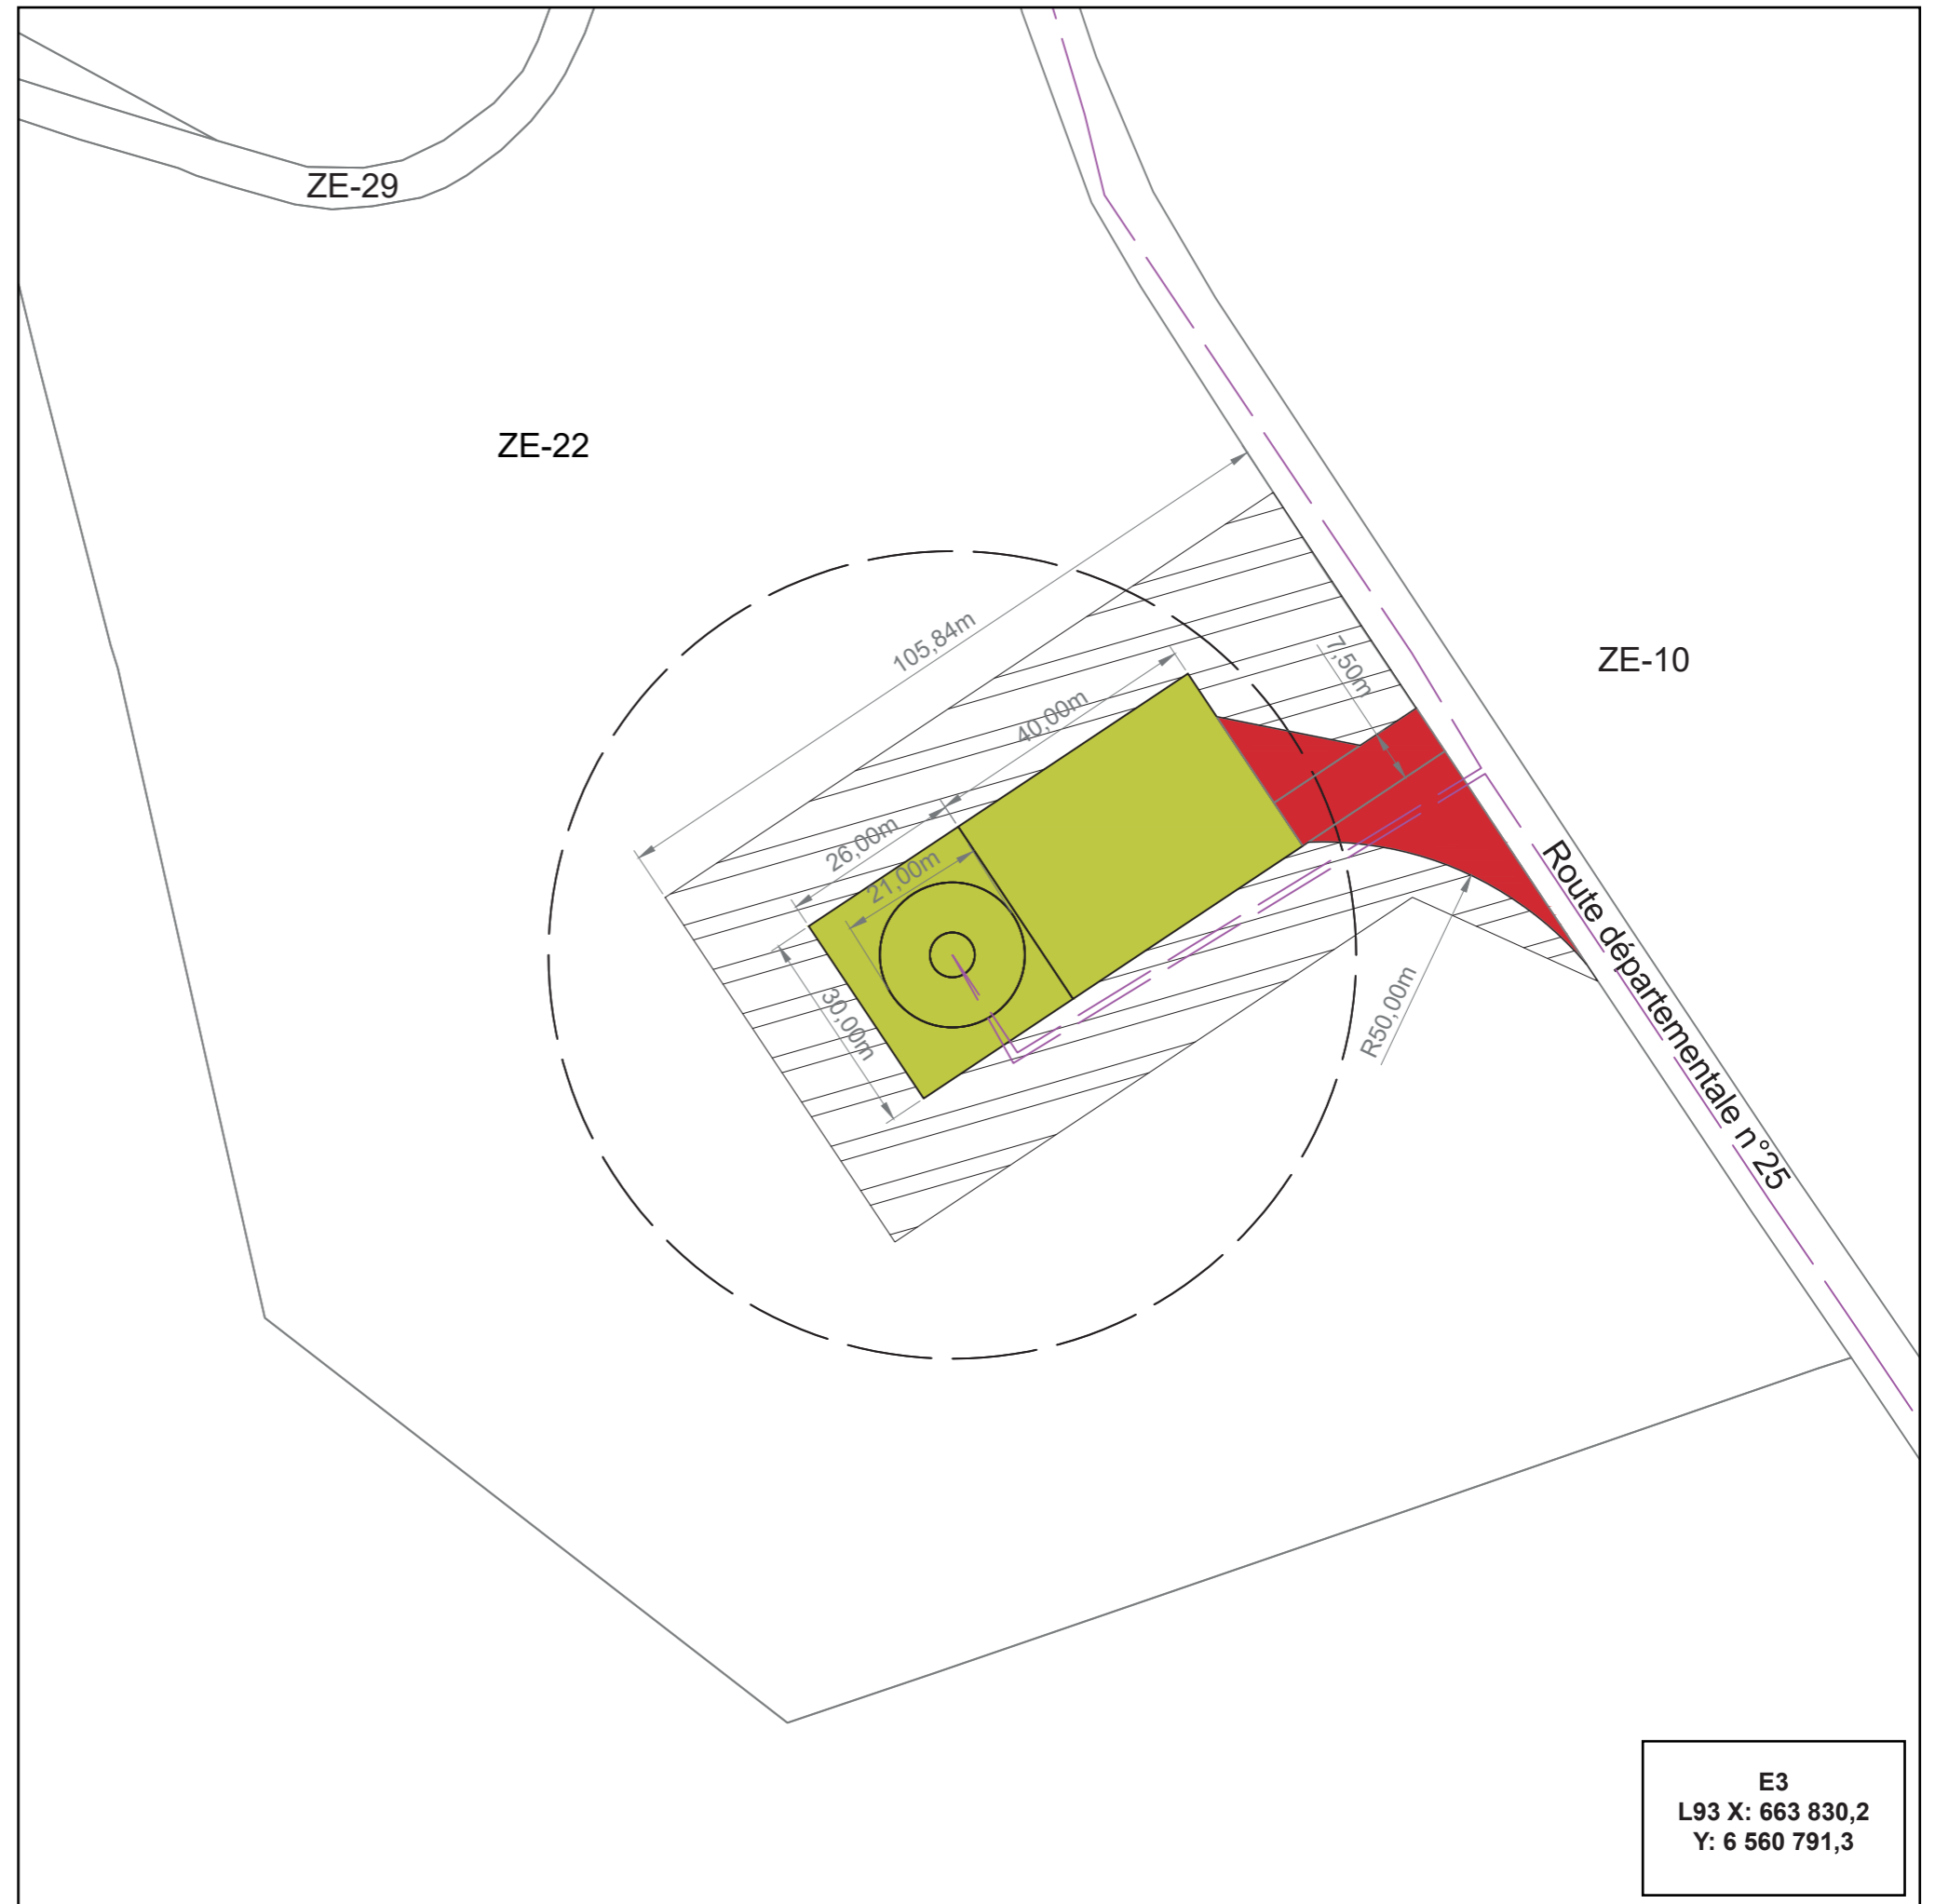 ZE-29
ZE-22
ZE-10
105,84m
7,50m
40,00m
26,00m
21,00m
30,00m
R50,00m
Route départementale n°25
E3
L93 X: 663 830,2
Y: 6 560 791,3